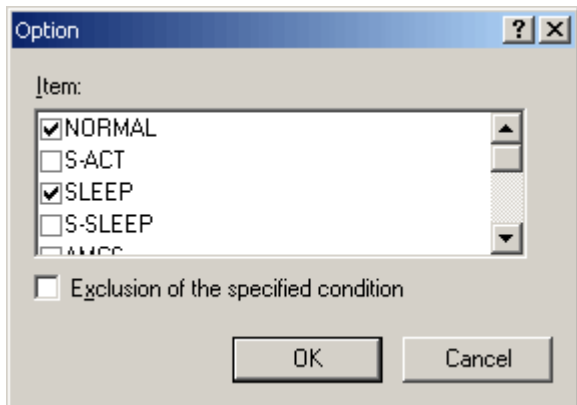 Option
Item:
NORMAL
S-ACT
SLEEP
S-SLEEP
Exclusion of the specified condition
OK Cancel